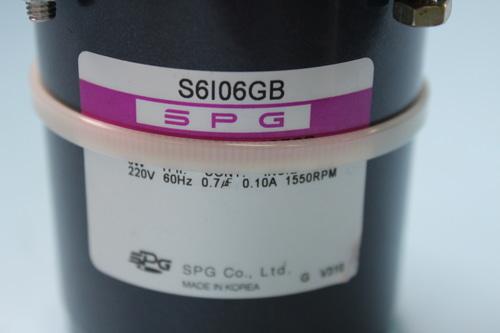 S6I06GB
SPG
220V 60Hz 0.7㎌ 0.10A 1550RPM
SPG SPG Co., Ltd. G
MADE IN KOREA